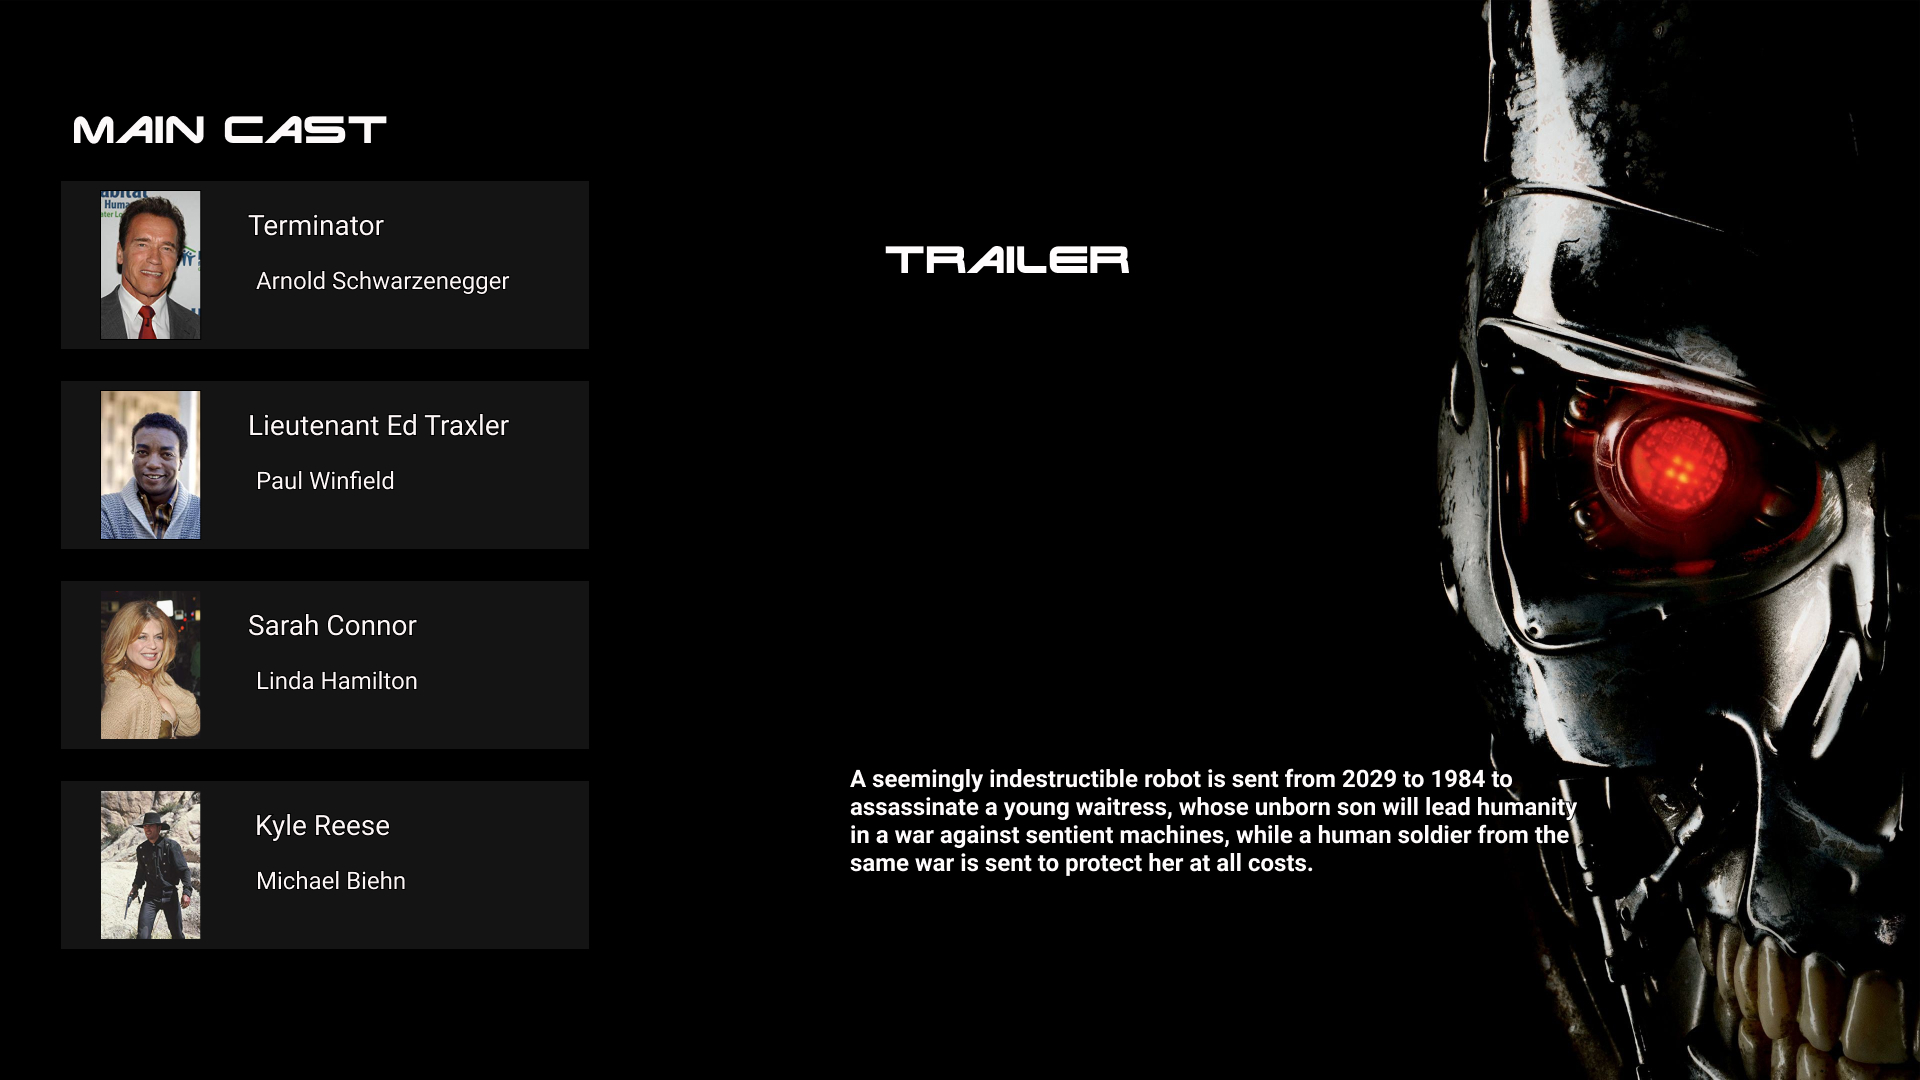 MAIN CAST
Terminator
Arnold Schwarzenegger
Lieutenant Ed Traxler
Paul Winfield
Sarah Connor
Linda Hamilton
Kyle Reese
Michael Biehn
TRAILER
A seemingly indestructible robot is sent from 2029 to 1984 to
assassinate a young waitress, whose unborn son will lead humanity
in a war against sentient machines, while a human soldier from the
same war is sent to protect her at all costs.